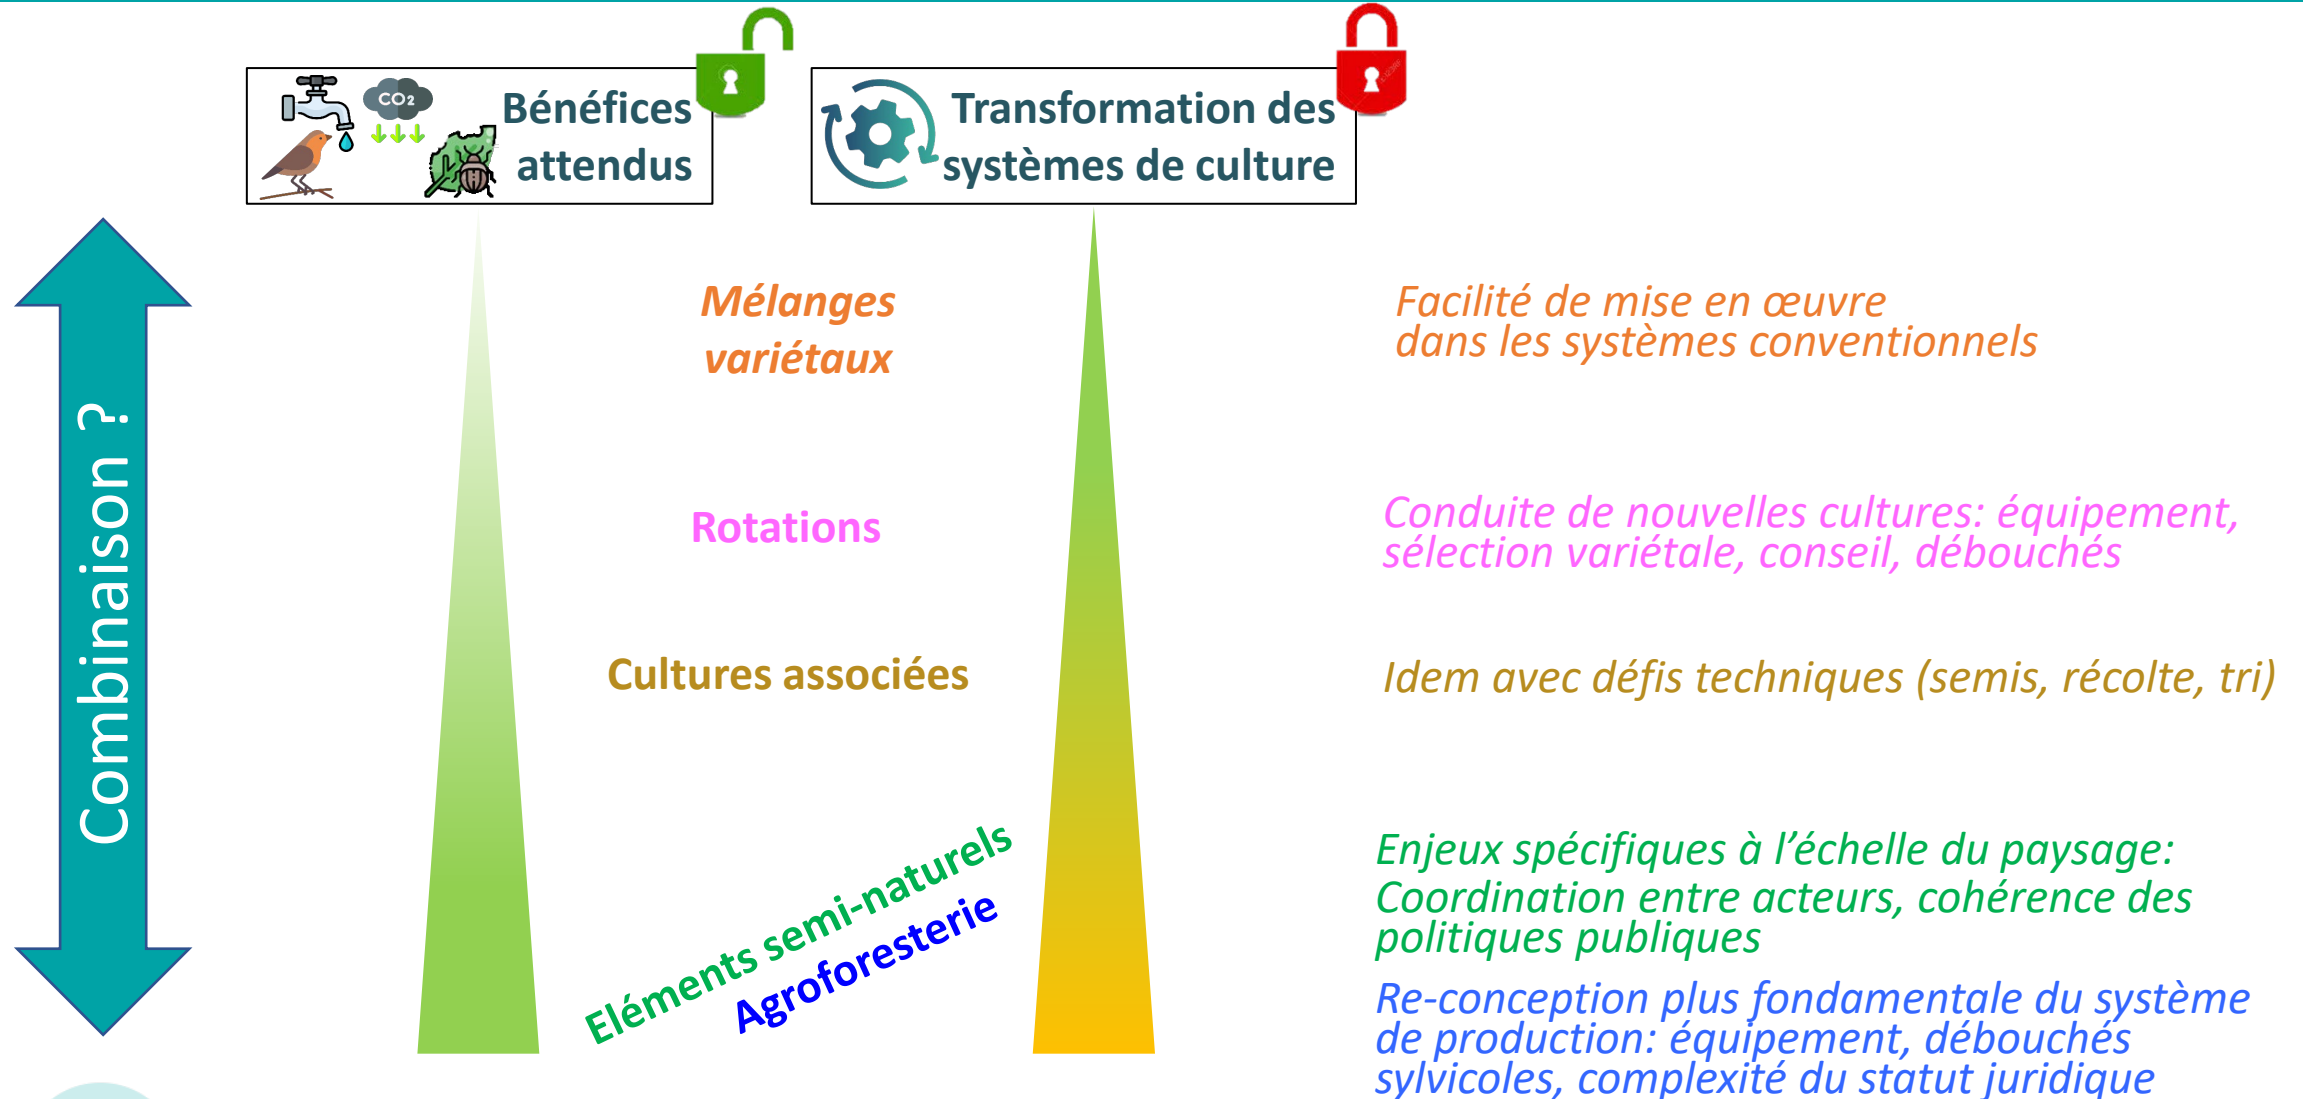 CO2
Bénéfices
attendus
Transformation des
systèmes de culture
Combinaison ?
Mélanges
variétaux
Facilité de mise en œuvre
dans les systèmes conventionnels
Rotations
Conduite de nouvelles cultures: équipement,
sélection variétale, conseil, débouchés
Cultures associées
Idem avec défis techniques (semis, récolte, tri)
Eléments semi-naturels
Agroforesterie
Enjeux spécifiques à l’échelle du paysage:
Coordination entre acteurs, cohérence des
politiques publiques
Re-conception plus fondamentale du système
de production: équipement, débouchés
sylvicoles, complexité du statut juridique